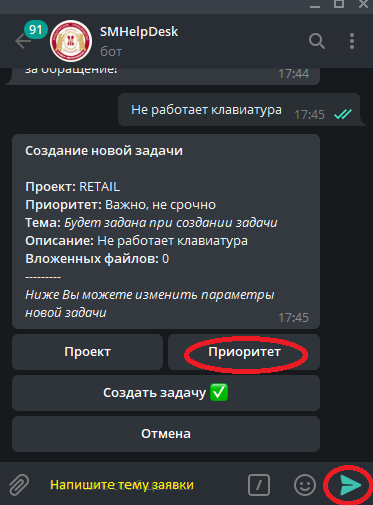 91
SMHelpDesk
бот
за обращение!
17:44
Не работает клавиатура 17:45
Создание новой задачи
Проект: RETAIL
Приоритет: Важно, не срочно
Тема: Будет задана при создании задачи
Описание: Не работает клавиатура
Вложенных файлов: 0
---------
Ниже Вы можете изменить параметры
новой задачи
17:45
Проект
Приоритет
Создать задачу ✅
Отмена
Напишите тему заявки